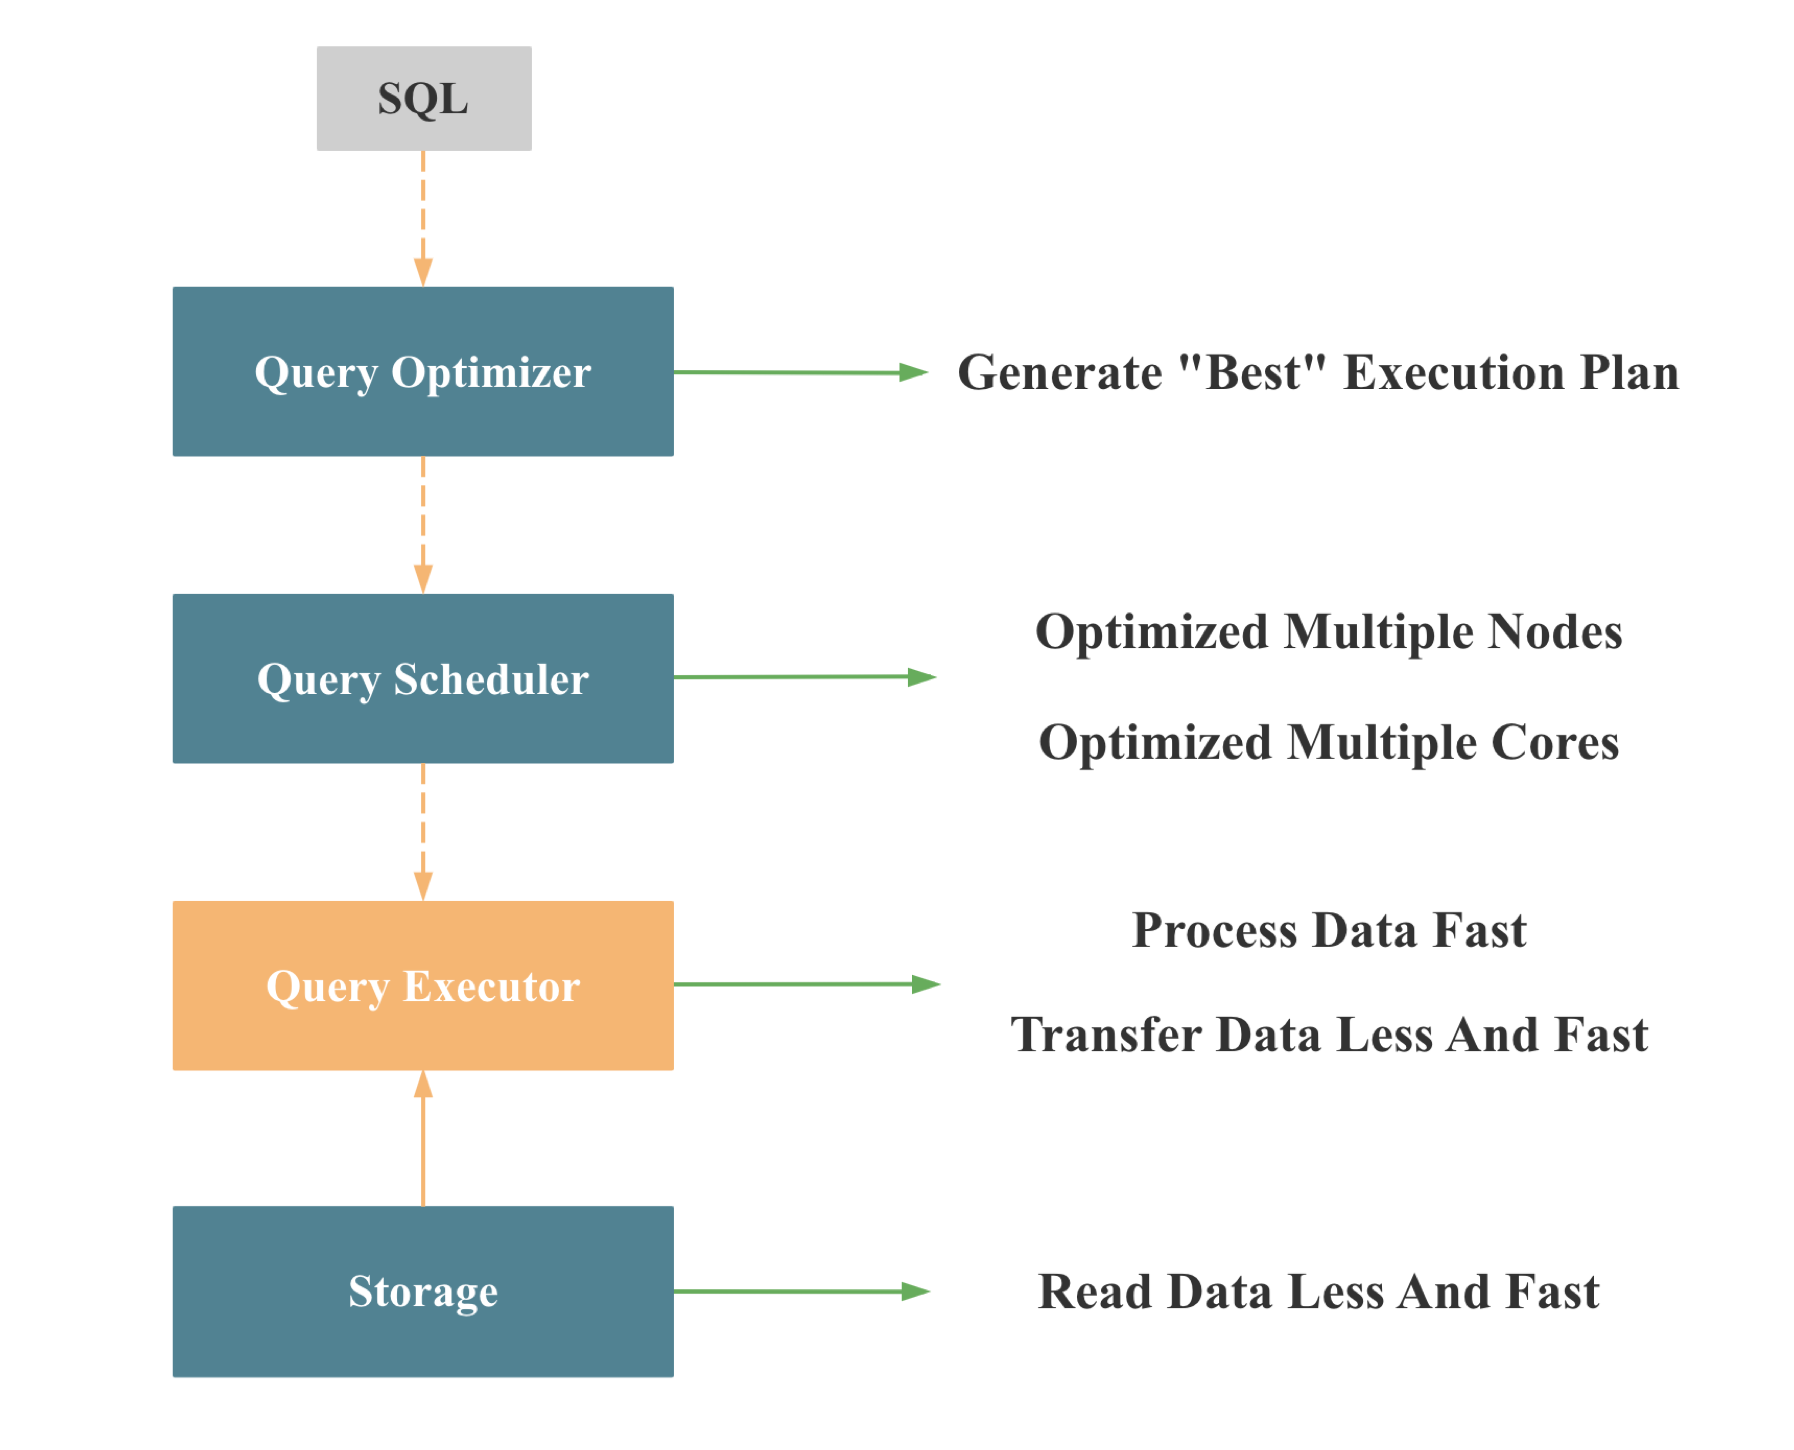 SQL
Query Optimizer
Generate "Best" Execution Plan
Query Scheduler
Optimized Multiple Nodes
Optimized Multiple Cores
Query Executor
Process Data Fast
Transfer Data Less And Fast
Storage
Read Data Less And Fast